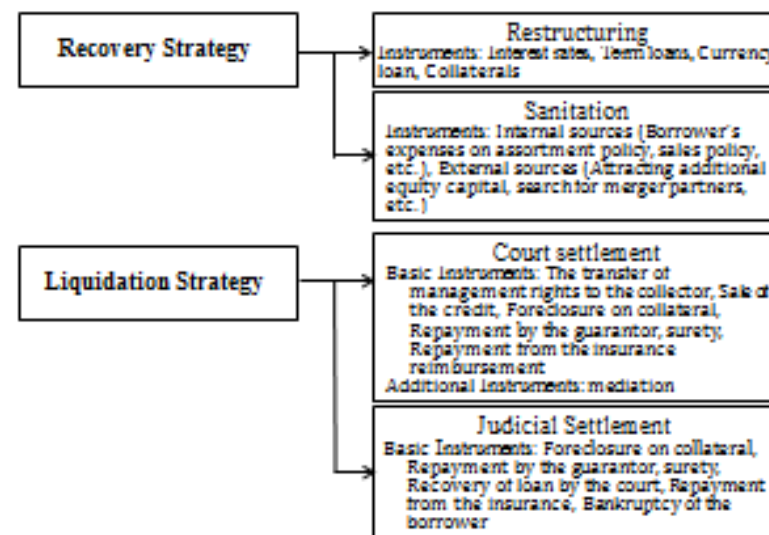 Recovery Strategy
Restructuring
Instruments: Interest rates, Term loans, Currency
loan, Collaterals
Sanitation
Instruments: Internal sources (Borrower's
expenses on assortment policy, sales policy,
etc.), External sources (Attracting additional
equity capital, search for merger partners,
etc.)
Liquidation Strategy
Court settlement
Basic Instruments: The transfer of
management rights to the collector, Sale of
the credit, Foreclosure on collateral,
Repayment by the guarantor, surety,
Repayment from the insurance
reimbursement
Additional Instruments: mediation
Judicial Settlement
Basic Instruments: Foreclosure on collateral,
Repayment by the guarantor, surety,
Recovery of loan by the court, Repayment
from the insurance, Bankruptcy of the
borrower